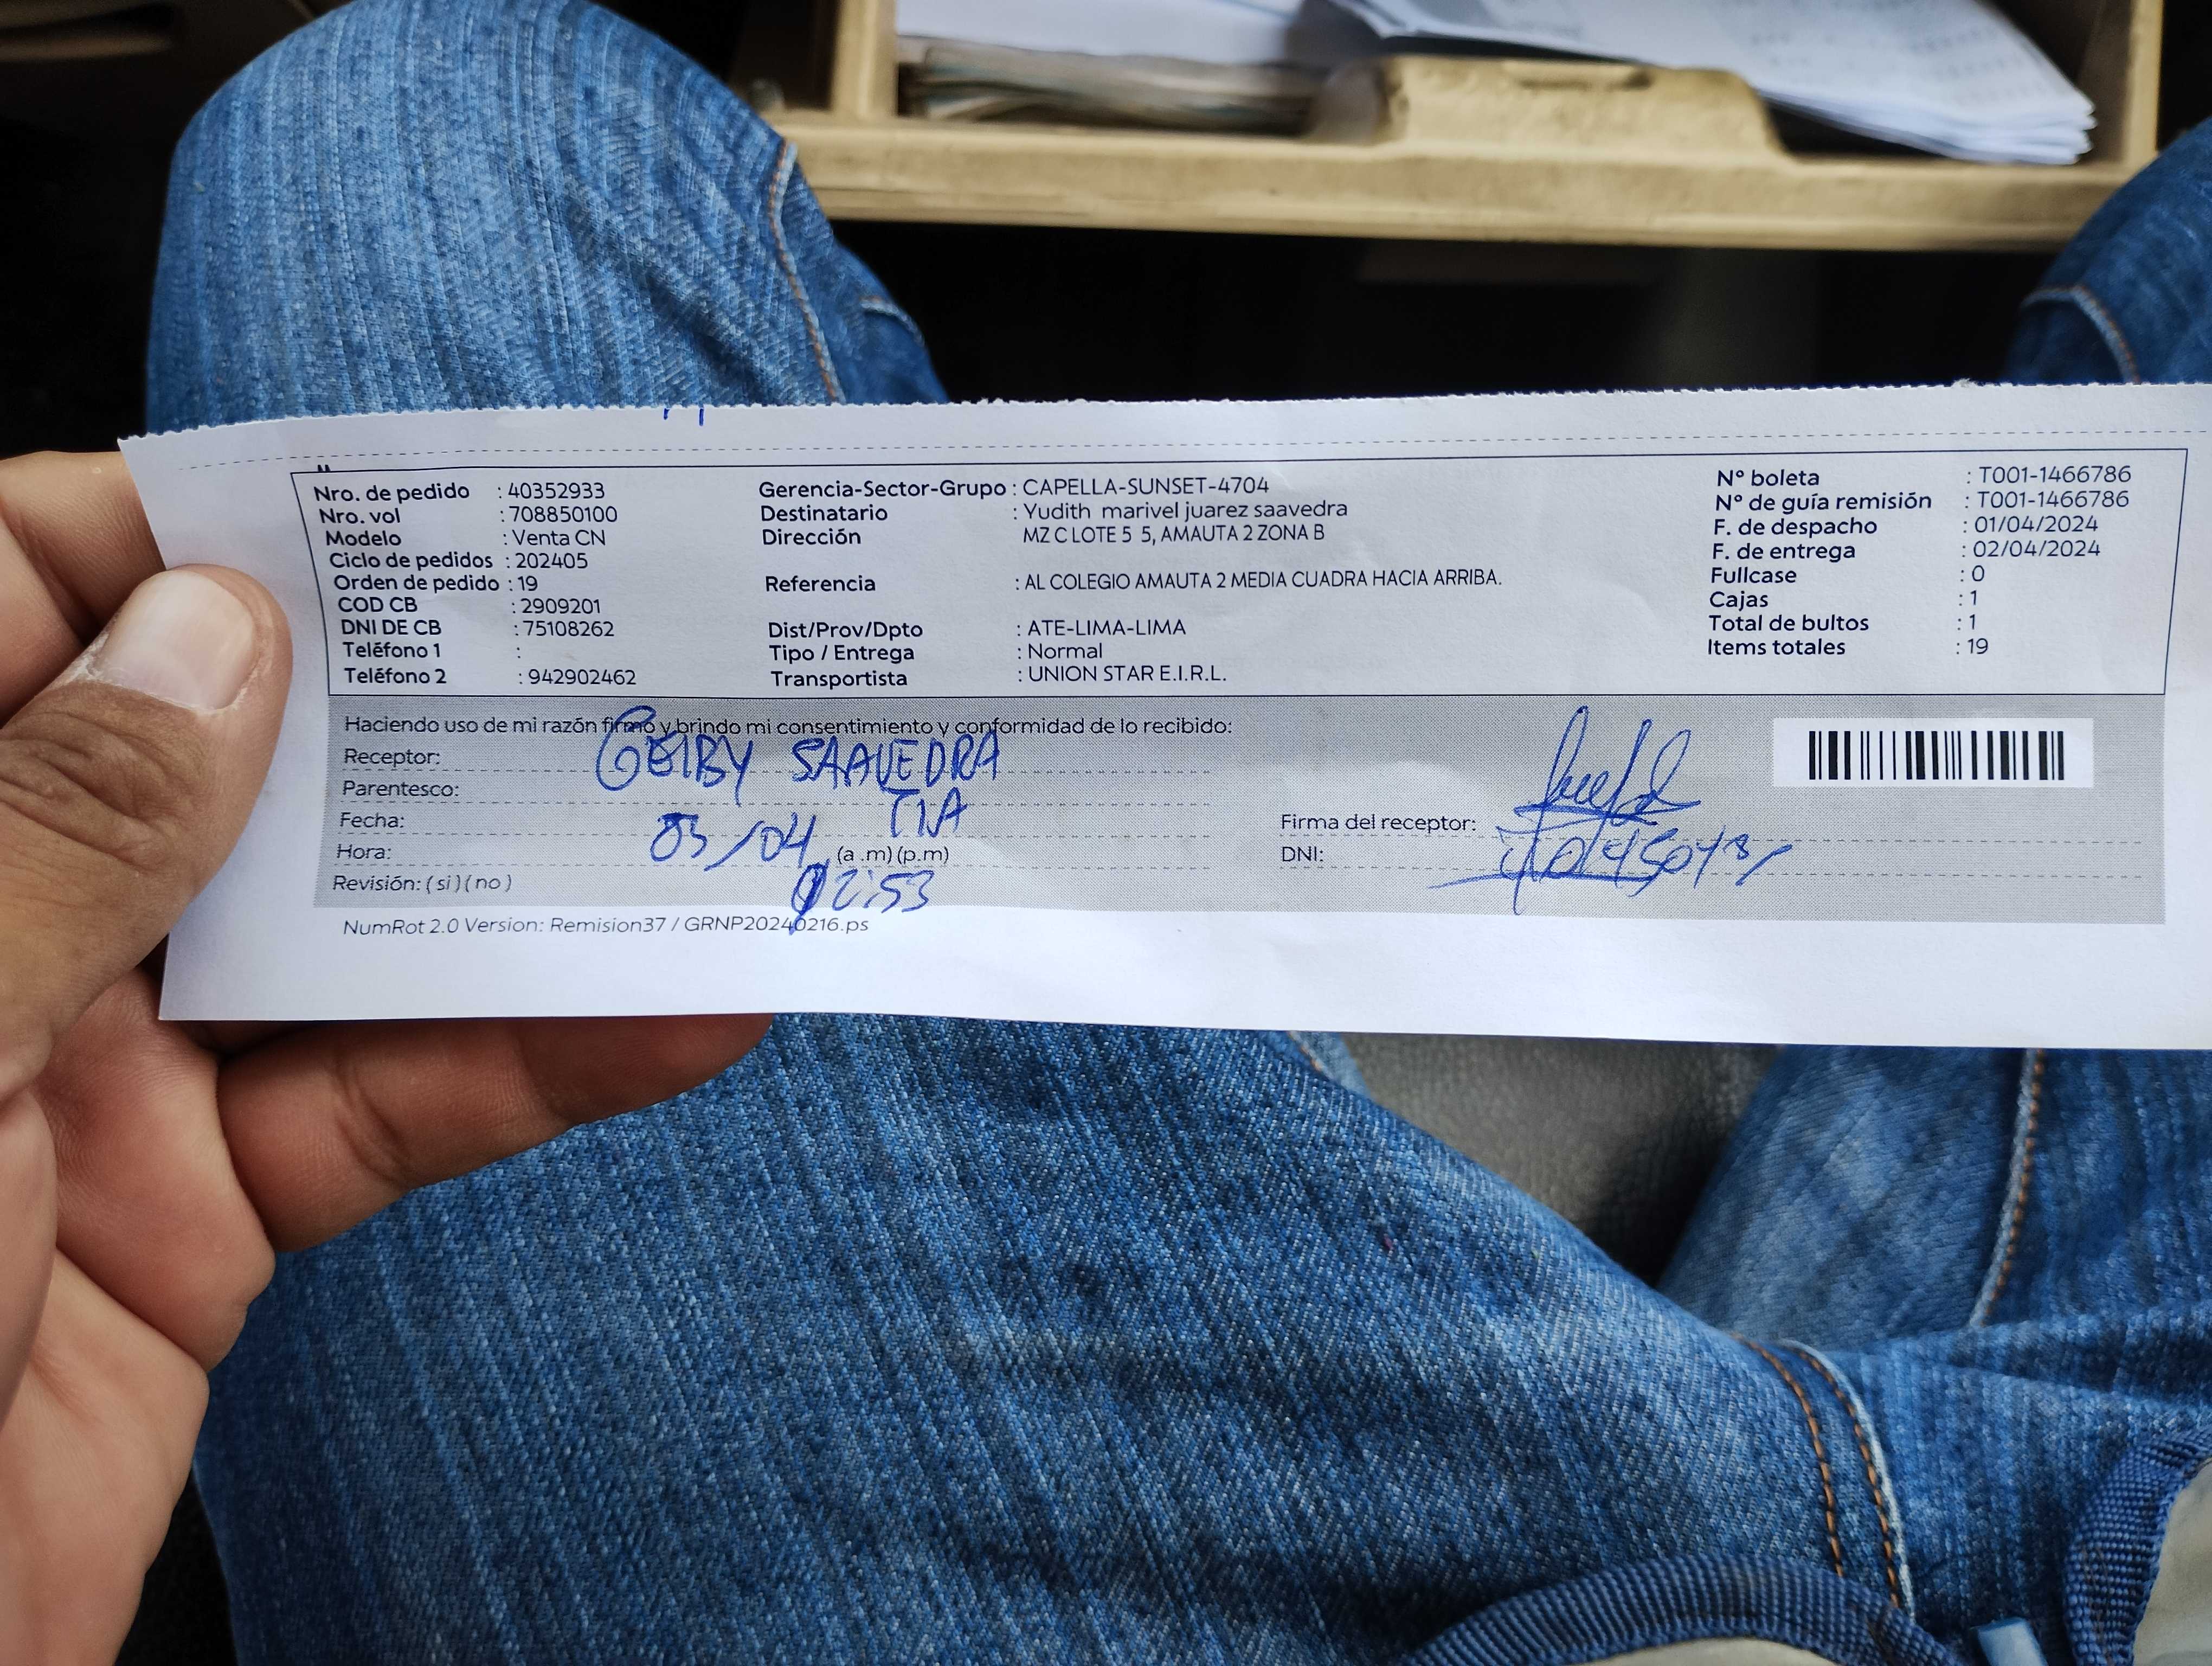 Nro. de pedido : 40352933
Nro. vol : 708850100
Modelo : Venta CN
Ciclo de pedidos : 202405
Orden de pedido : 19
COD CB : 2909201
DNI DE CB : 75108262
Teléfono 1 :
Teléfono 2 : 942902462
Gerencia-Sector-Grupo : CAPELLA-SUNSET-4704
Destinatario : Yudith marivel juarez saavedra
Dirección MZ C LOTE 5 5, AMAUTA 2 ZONA B
Referencia : AL COLEGIO AMAUTA 2 MEDIA CUADRA HACIA ARRIBA.
Dist/Prov/Dpto : ATE-LIMA-LIMA
Tipo / Entrega : Normal
Transportista : UNION STAR E.I.R.L.
N° boleta : T001-1466786
N° de guía remisión : T001-1466786
F. de despacho : 01/04/2024
F. de entrega : 02/04/2024
Fullcase : 0
Cajas : 1
Total de bultos : 1
Items totales : 19
Haciendo uso de mi razón firmo y brindo mi consentimiento y conformidad de lo recibido:
Receptor: SAAVEDRA
Parentesco: TIA
Fecha: 03/04
Hora: (a .m) (p.m) 02:53
Revisión: (si) (no)
Firma del receptor:
DNI:
NumRot 2.0 Version: Remision37 / GRNP20240216.ps